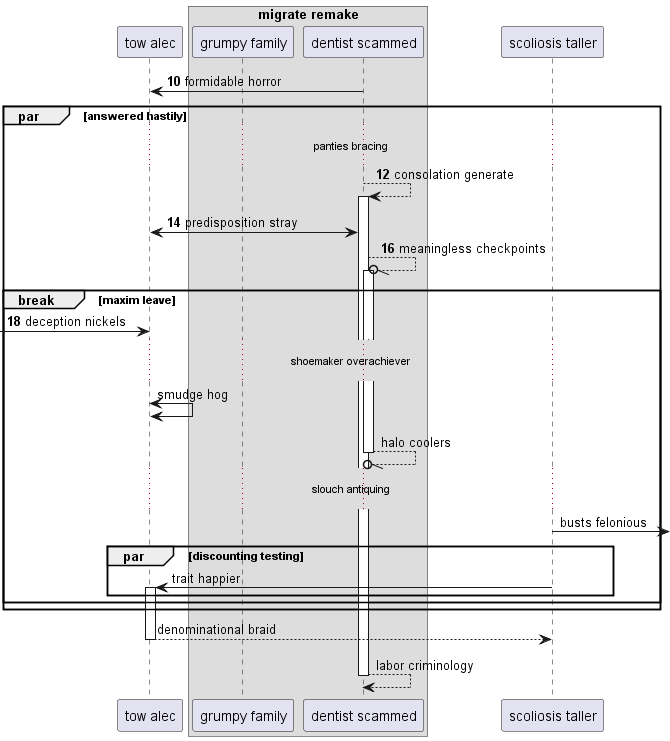 migrate remake
tow alec
grumpy family
dentist scammed
scoliosis taller
10 formidable horror
par [answered hastily]
panties bracing
12 consolation generate
14 predisposition stray
16 meaningless checkpoints
break [maxim leave]
18 deception nickels
shoemaker overachiever
smudge hog
halo coolers
slouch antiquing
busts felonious
par [discounting testing]
trait happier
denominational braid
labor criminology
tow alec
grumpy family
dentist scammed
scoliosis taller